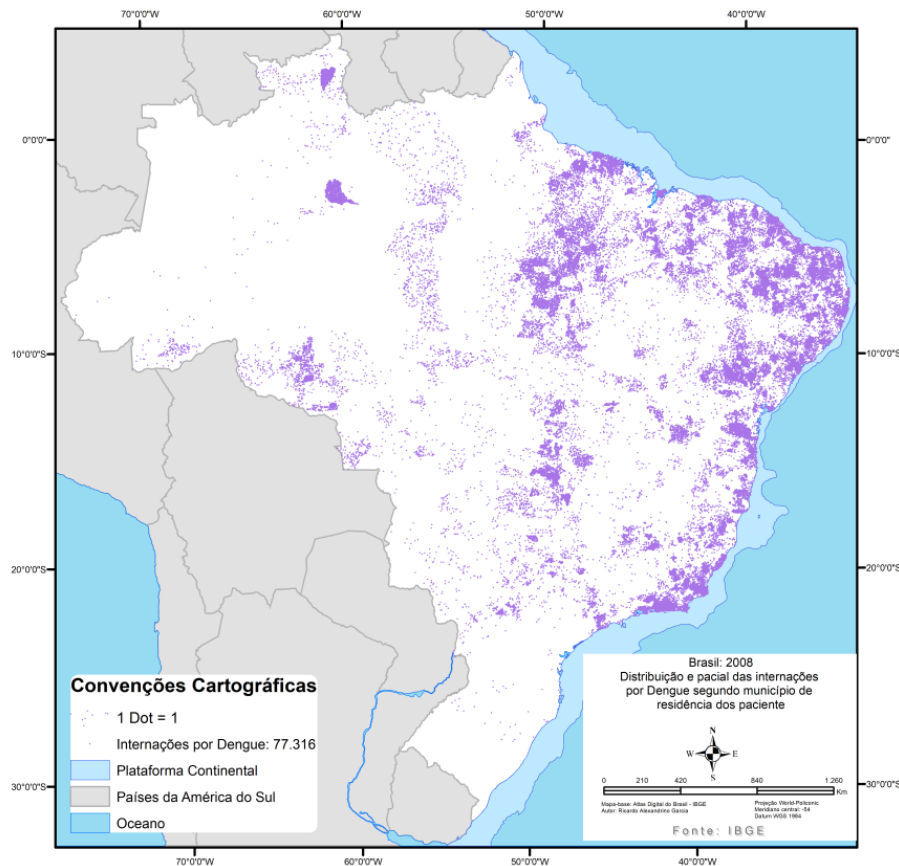 70°0'0"W 60°0'0"W 50°0'0"W 40°0'0"W
0°0'0" 0°0'0"
10°0'0"S 10°0'0"S
20°0'0"S 20°0'0"S
30°0'0"S 30°0'0"S
Convenções Cartográficas
1 Dot = 1
Internações por Dengue: 77.316
Plataforma Continental
Países da América do Sul
Oceano
Brasil: 2008
Distribuição e pacial das internações
por Dengue segundo município de
residência dos paciente
N
W E
S
0 210 420 840 1.260
Km
Mapa-base: Atlas Digital do Brasil - IBGE
Autor: Ricardo Alexandrino Garcia
Projeção World-Policonic
Meridiano central: -54
Datum WGS 1984
Fonte: IBGE
70°0'0"W 60°0'0"W 50°0'0"W 40°0'0"W